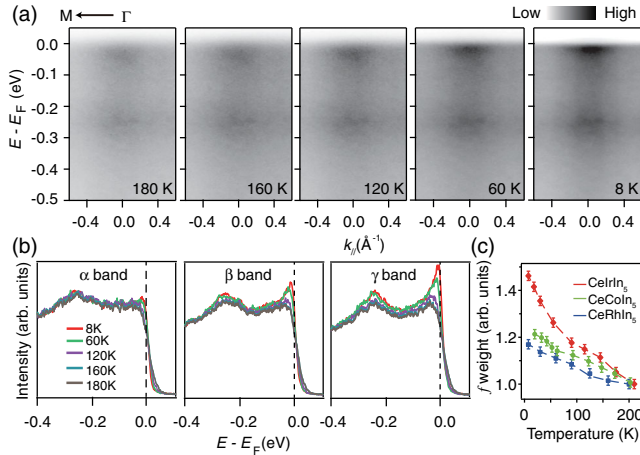 (a) M Γ Low High
0.0
-0.1
-0.2
-0.3
-0.4
-0.5
E - E_F (eV)
180 K 160 K 120 K 60 K 8 K
-0.4 0.0 0.4 -0.4 0.0 0.4 -0.4 0.0 0.4 -0.4 0.0 0.4 -0.4 0.0 0.4
k_//(Å⁻¹)
(b)
Intensity (arb. units)
α band β band γ band
8K
60K
120K
160K
180K
-0.4 -0.2 0.0 -0.4 -0.2 0.0 -0.4 -0.2 0.0
E - E_F (eV)
(c)
f weight (arb. units)
CeIrIn₅
CeCoIn₅
CeRhIn₅
1.4
1.2
1.0
0 100 200
Temperature (K)